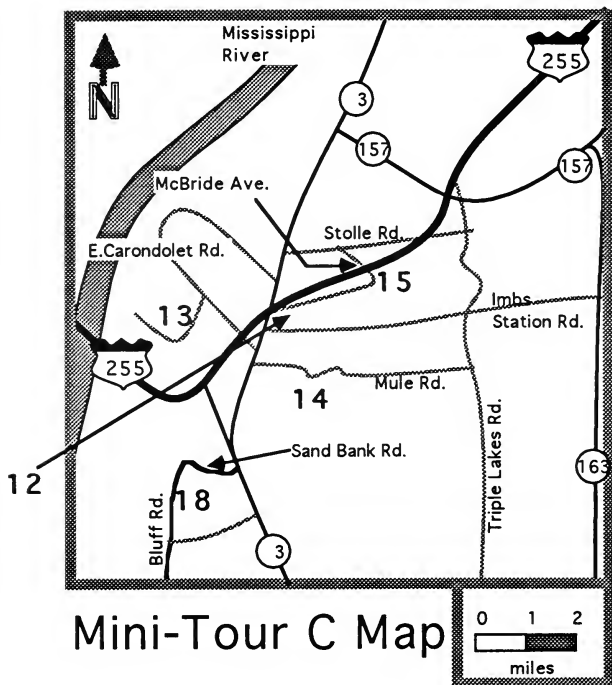 Mississippi
River
N
255
3
157
157
McBride Ave.
Stolle Rd.
E.Carondolet Rd.
15
13
Imbs
Station Rd.
255
14
Mule Rd.
12
Sand Bank Rd.
18
Bluff Rd.
Triple Lakes Rd.
163
3
Mini-Tour C Map
0 1 2
miles